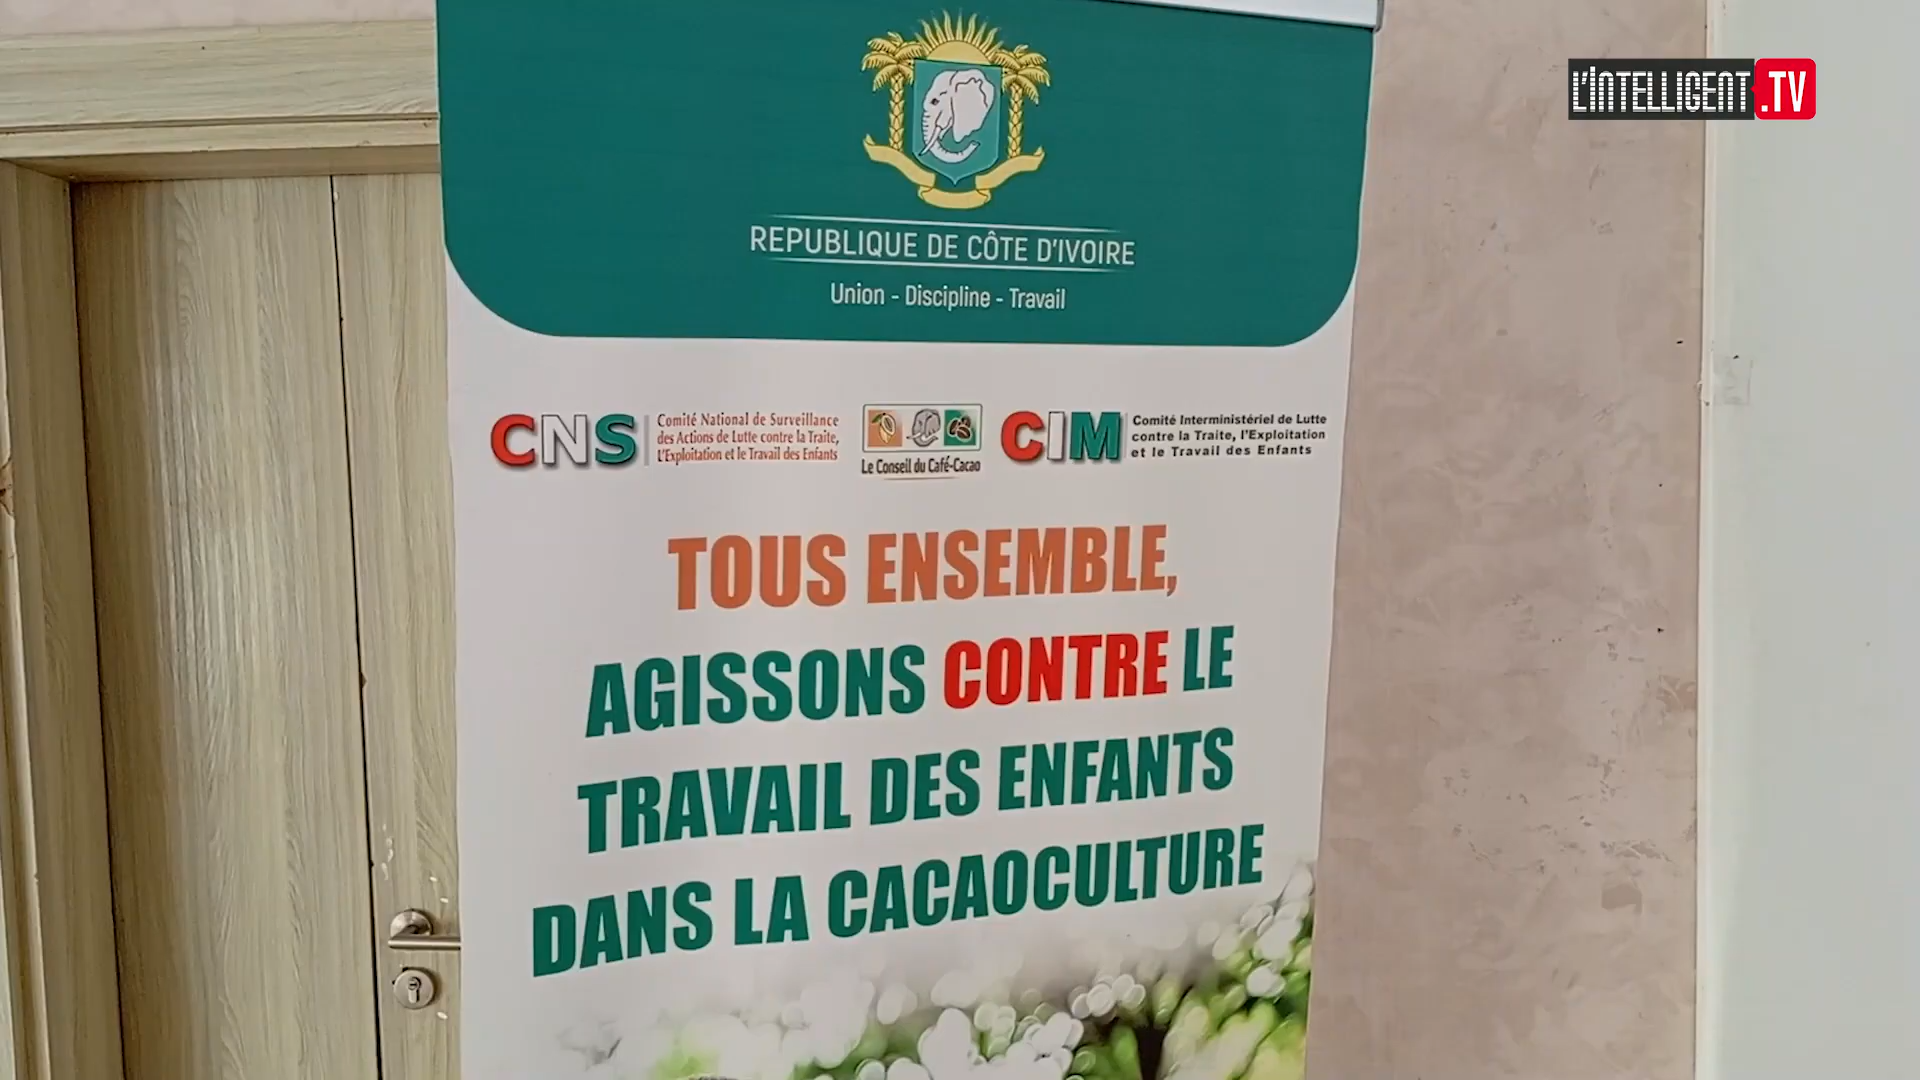 L'iNTELLIGENT.TV
REPUBLIQUE DE CÔTE D'IVOIRE
Union - Discipline - Travail
CNS
Comité National de Surveillance
des Actions de Lutte contre la Traite,
L'Exploitation et le Travail des Enfants
Le Conseil du Café-Cacao
CIM
Comité Interministériel de Lutte
contre la Traite, l'Exploitation
et le Travail des Enfants
TOUS ENSEMBLE,
AGISSONS CONTRE LE
TRAVAIL DES ENFANTS
DANS LA CACAOCULTURE